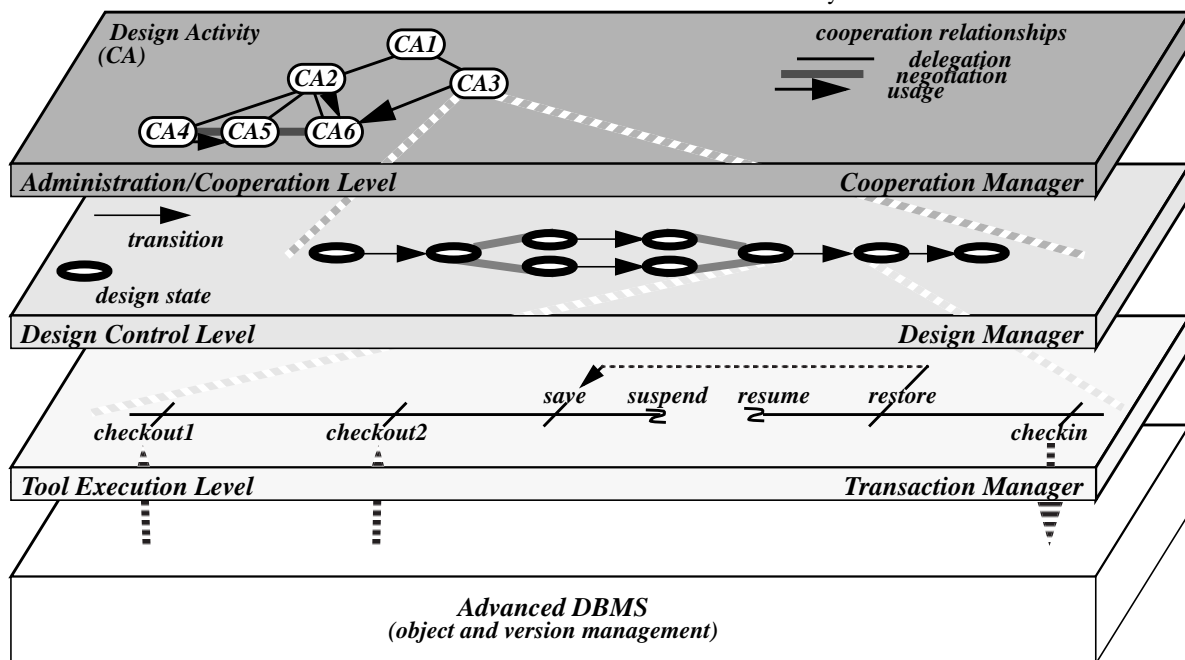 Design Activity
(CA)
CA1
CA2
CA3
CA4
CA5
CA6
cooperation relationships
delegation
negotiation
usage
Administration/Cooperation Level
Cooperation Manager
transition
design state
Design Control Level
Design Manager
save
suspend
resume
restore
checkout1
checkout2
checkin
Tool Execution Level
Transaction Manager
Advanced DBMS
(object and version management)